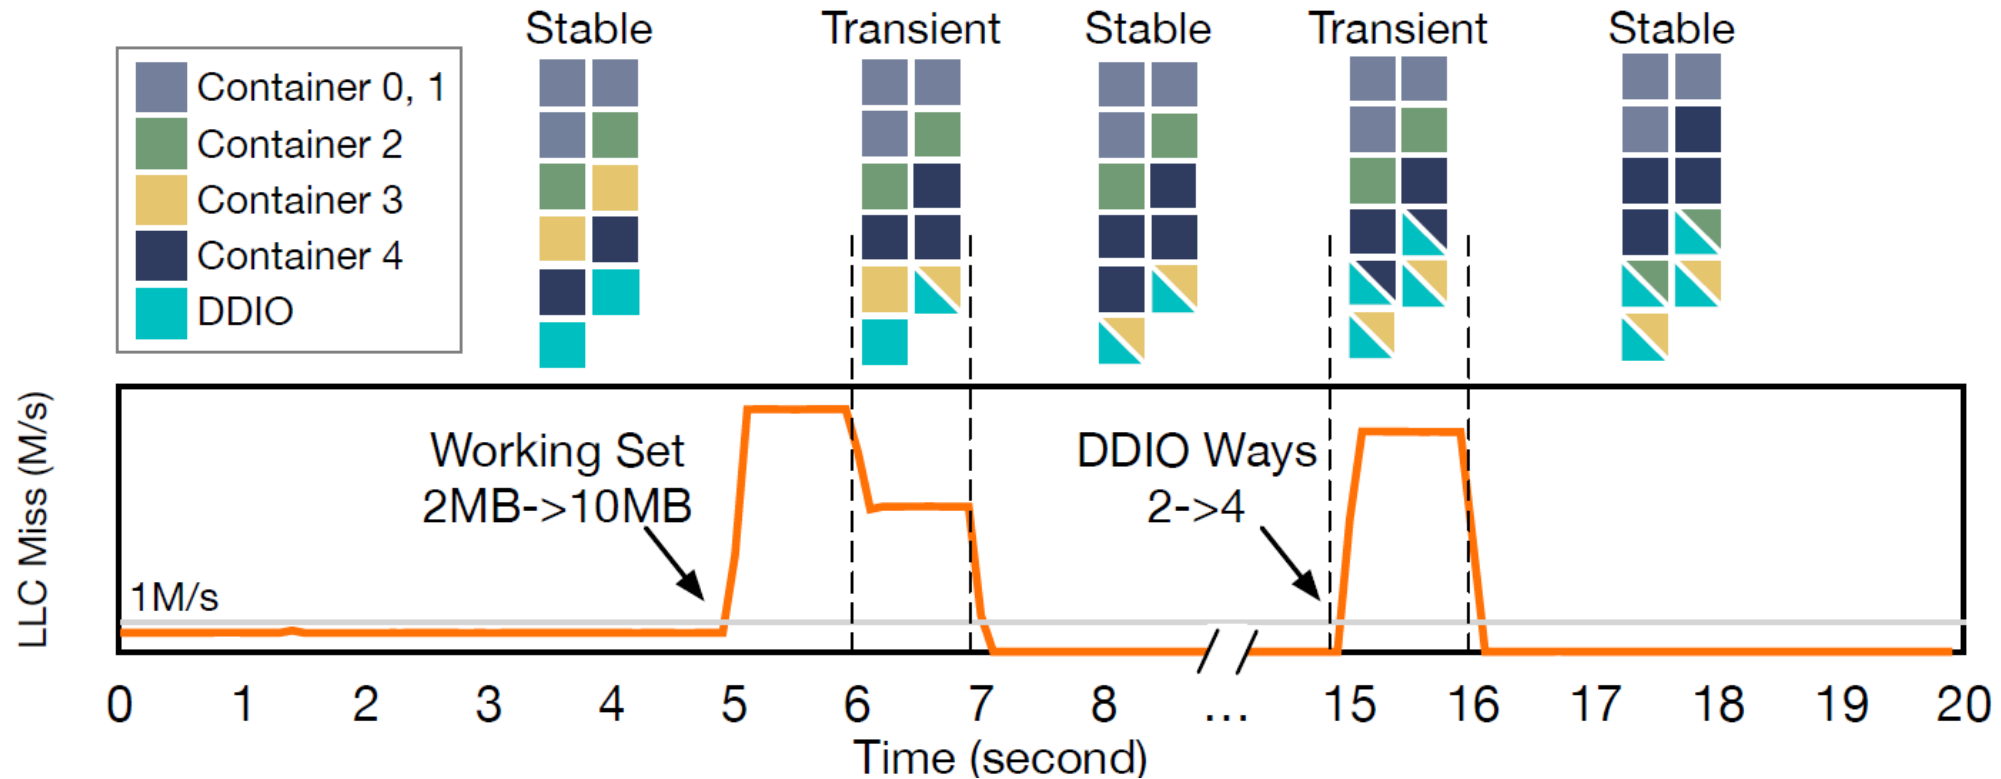 Stable
Transient
Stable
Transient
Stable
Container 0, 1
Container 2
Container 3
Container 4
DDIO
LLC Miss (M/s)
Working Set
2MB->10MB
DDIO Ways
2->4
1M/s
0 1 2 3 4 5 6 7 8 ... 15 16 17 18 19 20
Time (second)